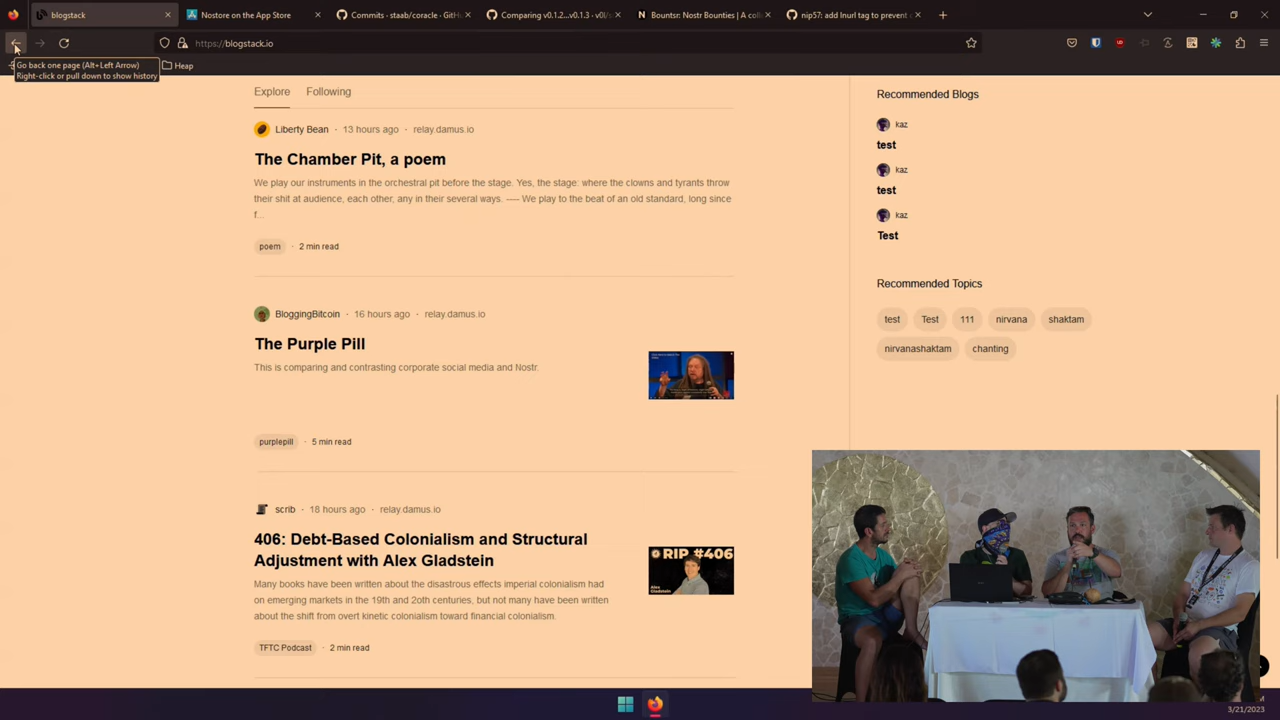 blogstack
Nostore on the App Store
Commits · staab/coracle · GitHu
Comparing v0.1.2...v0.1.3 · v0l/s
Bountsr: Nostr Bounties | A coll
nip57: add lnurl tag to prevent c
https://blogstack.io
Go back one page (Alt+Left Arrow)
Right-click or pull down to show history
Heap
Explore Following
Liberty Bean · 13 hours ago · relay.damus.io
The Chamber Pit, a poem
We play our instruments in the orchestral pit before the stage. Yes, the stage: where the clowns and tyrants throw
their shit at audience, each other, any in their several ways. ---- We play to the beat of an old standard, long since
f...
poem · 2 min read
BloggingBitcoin · 16 hours ago · relay.damus.io
The Purple Pill
This is comparing and contrasting corporate social media and Nostr.
purplepill · 5 min read
scrib · 18 hours ago · relay.damus.io
406: Debt-Based Colonialism and Structural
Adjustment with Alex Gladstein
Many books have been written about the disastrous effects imperial colonialism had
on emerging markets in the 19th and 2oth centuries, but not many have been written
about the shift from overt kinetic colonialism toward financial colonialism.
RIP #406
Alex
Gladstein
TFTC Podcast · 2 min read
Recommended Blogs
kaz
test
kaz
test
kaz
Test
Recommended Topics
test Test 111 nirvana shaktam
nirvanashaktam chanting
3/21/2023